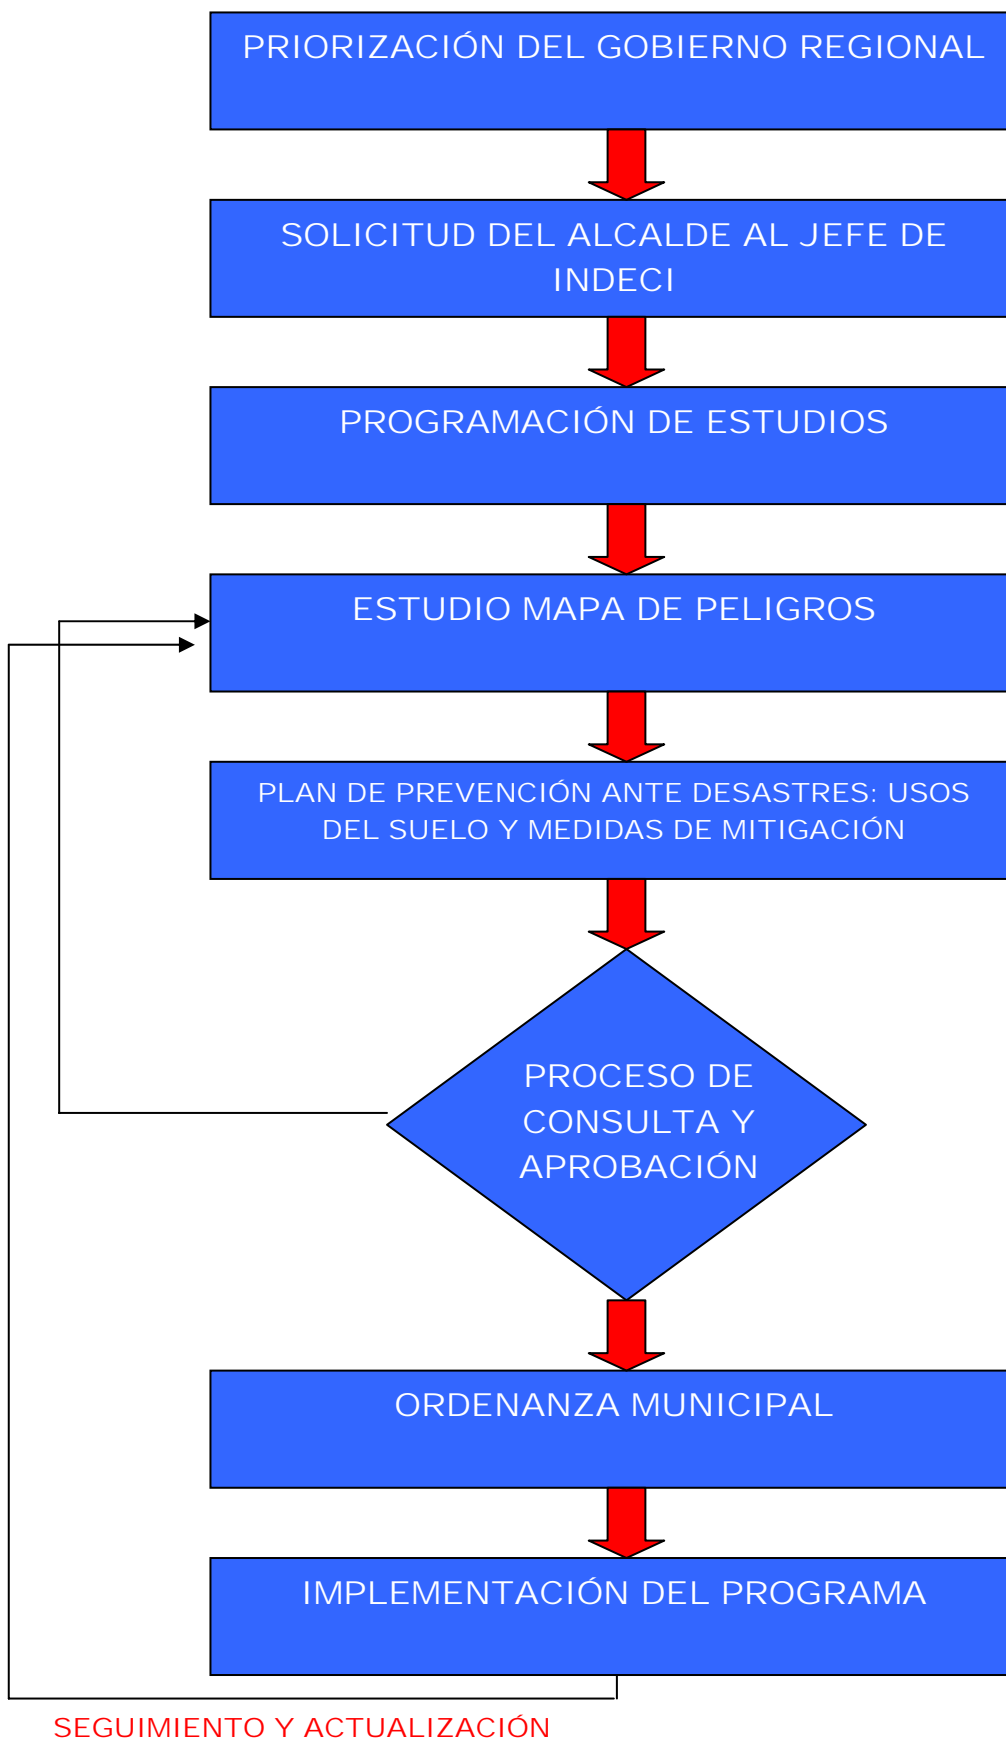 PRIORIZACIÓN DEL GOBIERNO REGIONAL
SOLICITUD DEL ALCALDE AL JEFE DE
INDECI
PROGRAMACIÓN DE ESTUDIOS
ESTUDIO MAPA DE PELIGROS
PLAN DE PREVENCIÓN ANTE DESASTRES: USOS
DEL SUELO Y MEDIDAS DE MITIGACIÓN
PROCESO DE
CONSULTA Y
APROBACIÓN
ORDENANZA MUNICIPAL
IMPLEMENTACIÓN DEL PROGRAMA
SEGUIMIENTO Y ACTUALIZACIÓN